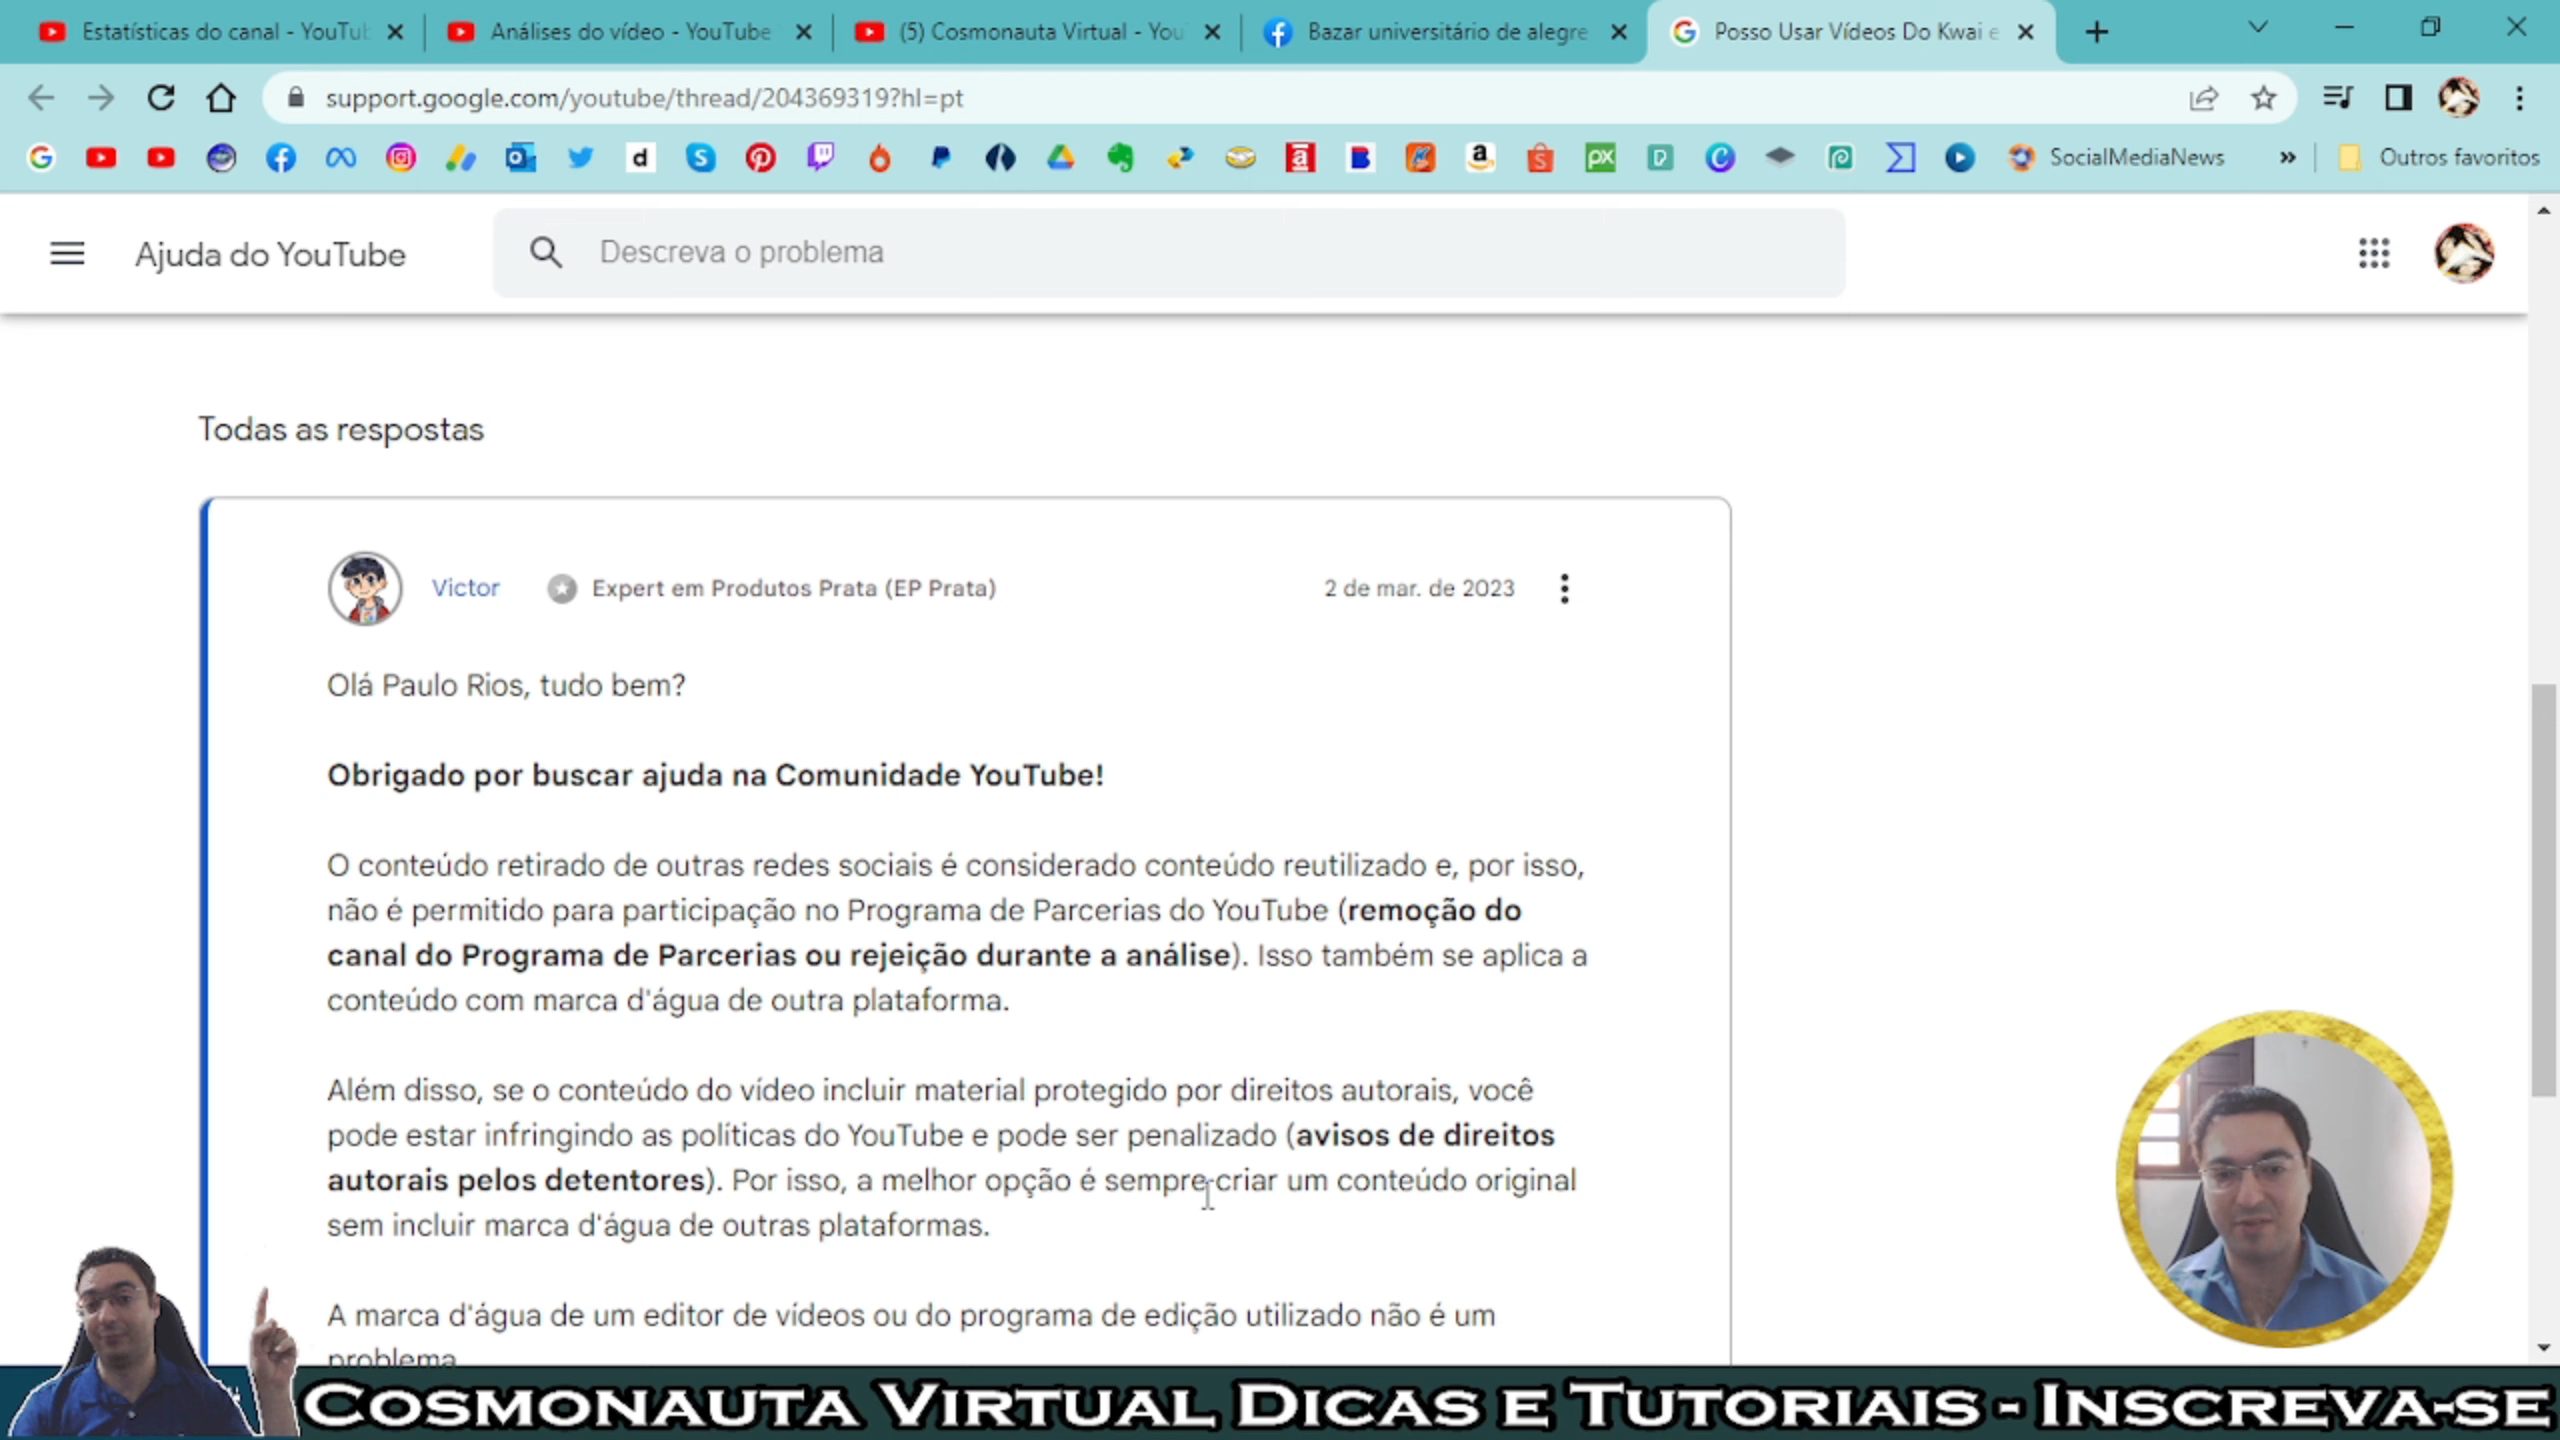 Estatísticas do canal - YouTub
Análises do vídeo - YouTube
(5) Cosmonauta Virtual - You
Bazar universitário de alegre
Posso Usar Vídeos Do Kwai e
support.google.com/youtube/thread/204369319?hl=pt
SocialMediaNews
Outros favoritos
Ajuda do YouTube
Descreva o problema
Todas as respostas
Victor
Expert em Produtos Prata (EP Prata)
2 de mar. de 2023
Olá Paulo Rios, tudo bem?
Obrigado por buscar ajuda na Comunidade YouTube!
O conteúdo retirado de outras redes sociais é considerado conteúdo reutilizado e, por isso,
não é permitido para participação no Programa de Parcerias do YouTube (remoção do
canal do Programa de Parcerias ou rejeição durante a análise). Isso também se aplica a
conteúdo com marca d'água de outra plataforma.
Além disso, se o conteúdo do vídeo incluir material protegido por direitos autorais, você
pode estar infringindo as políticas do YouTube e pode ser penalizado (avisos de direitos
autorais pelos detentores). Por isso, a melhor opção é sempre criar um conteúdo original
sem incluir marca d'água de outras plataformas.
A marca d'água de um editor de vídeos ou do programa de edição utilizado não é um
problema
Cosmonauta Virtual Dicas e Tutoriais - Inscreva-se